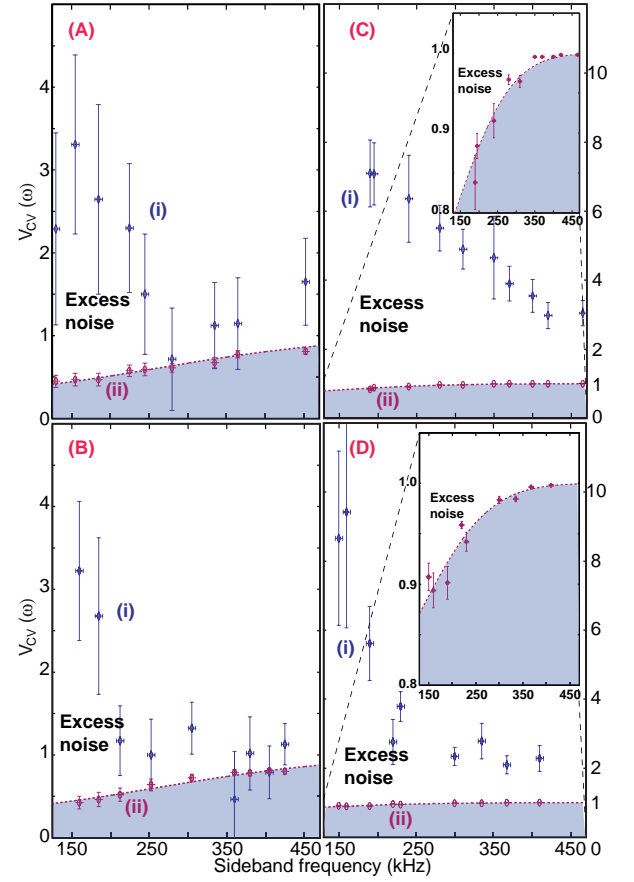 (A)
4
3
2
1
0
V_CV (ω)
(i)
Excess
noise
(ii)
(C)
10
8
6
4
2
1
0
(i)
Excess
noise
(ii)
1.0
0.9
0.8
Excess
noise
150 250 350 450
(B)
4
3
2
1
0
V_CV (ω)
(i)
Excess
noise
(ii)
150 250 350 450
(D)
10
8
6
4
2
1
0
(i)
Excess
noise
(ii)
150 250 350 450
1.0
0.9
0.8
Excess
noise
150 250 350 450
Sideband frequency (kHz)